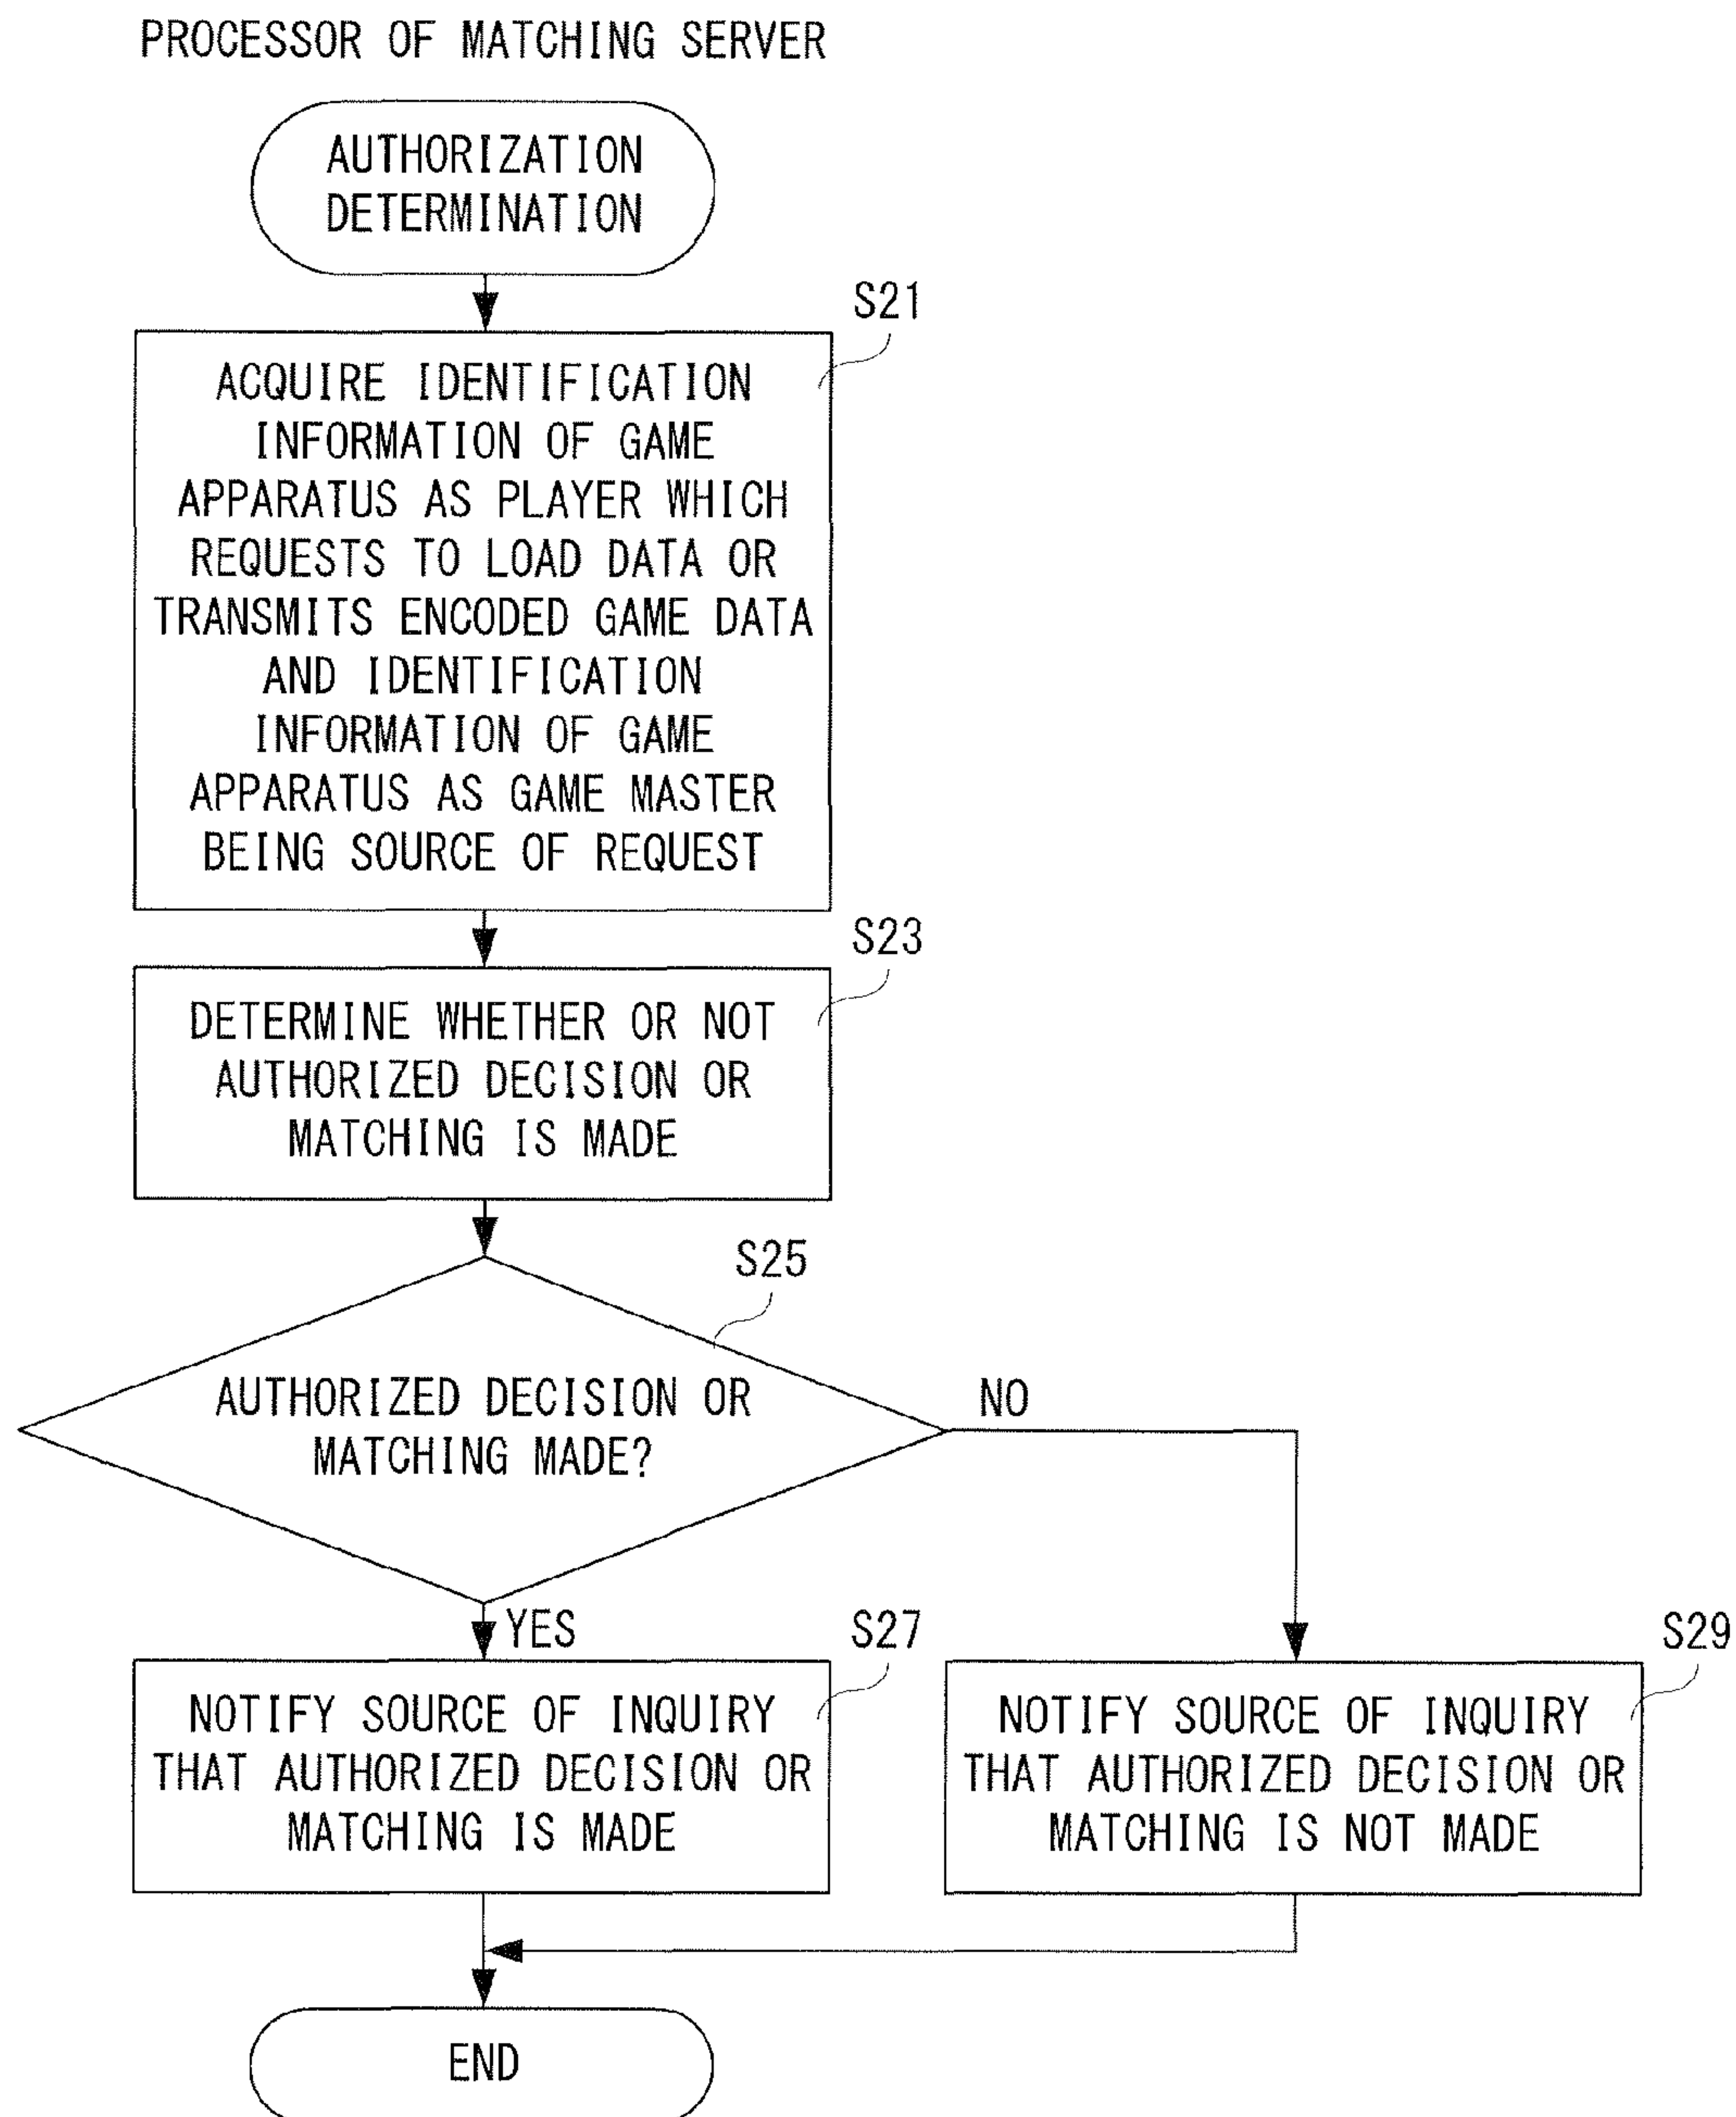 PROCESSOR OF MATCHING SERVER
AUTHORIZATION
DETERMINATION
S21
ACQUIRE IDENTIFICATION
INFORMATION OF GAME
APPARATUS AS PLAYER WHICH
REQUESTS TO LOAD DATA OR
TRANSMITS ENCODED GAME DATA
AND IDENTIFICATION
INFORMATION OF GAME
APPARATUS AS GAME MASTER
BEING SOURCE OF REQUEST
S23
DETERMINE WHETHER OR NOT
AUTHORIZED DECISION OR
MATCHING IS MADE
S25
AUTHORIZED DECISION OR
MATCHING MADE?
NO
YES
S27
NOTIFY SOURCE OF INQUIRY
THAT AUTHORIZED DECISION OR
MATCHING IS MADE
S29
NOTIFY SOURCE OF INQUIRY
THAT AUTHORIZED DECISION OR
MATCHING IS NOT MADE
END